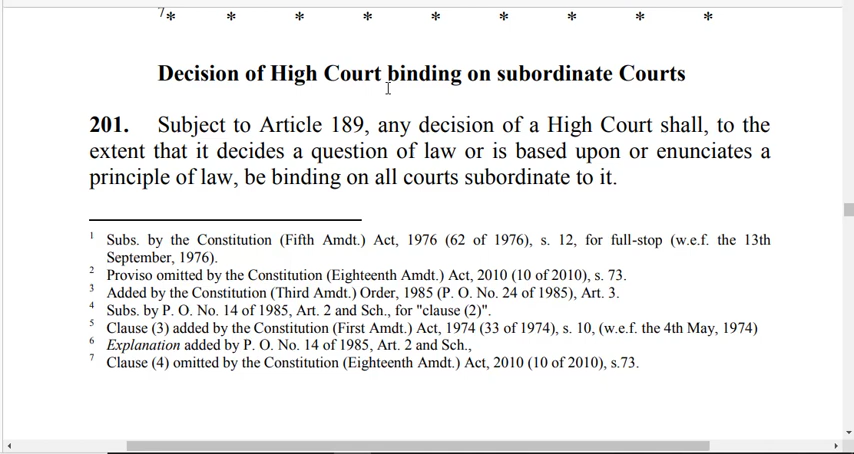 7* * * * * * * * *
Decision of High Court binding on subordinate Courts
201. Subject to Article 189, any decision of a High Court shall, to the
extent that it decides a question of law or is based upon or enunciates a
principle of law, be binding on all courts subordinate to it.
1 Subs. by the Constitution (Fifth Amdt.) Act, 1976 (62 of 1976), s. 12, for full-stop (w.e.f. the 13th
September, 1976).
2 Proviso omitted by the Constitution (Eighteenth Amdt.) Act, 2010 (10 of 2010), s. 73.
3 Added by the Constitution (Third Amdt.) Order, 1985 (P. O. No. 24 of 1985), Art. 3.
4 Subs. by P. O. No. 14 of 1985, Art. 2 and Sch., for "clause (2)".
5 Clause (3) added by the Constitution (First Amdt.) Act, 1974 (33 of 1974), s. 10, (w.e.f. the 4th May, 1974)
6 Explanation added by P. O. No. 14 of 1985, Art. 2 and Sch.,
7 Clause (4) omitted by the Constitution (Eighteenth Amdt.) Act, 2010 (10 of 2010), s.73.